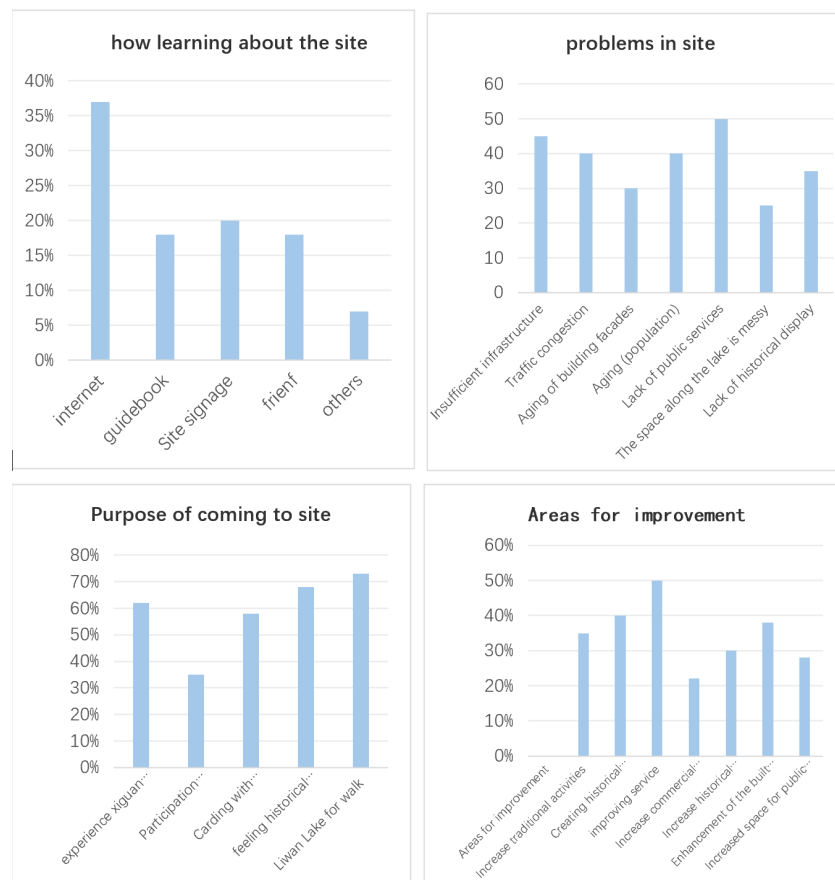 how learning about the site
40%
35%
30%
25%
20%
15%
10%
5%
0%
internet
guidebook
Site signage
frienf
others
problems in site
60
50
40
30
20
10
0
Insufficient infrastructure
Traffic congestion
Aging of building facades
Aging (population)
Lack of public services
The space along the lake is messy
Lack of historical display
Purpose of coming to site
80%
70%
60%
50%
40%
30%
20%
10%
0%
experience xiguan…
Participation…
Carding with…
feeling historical…
Liwan Lake for walk
Areas for improvement
60%
50%
40%
30%
20%
10%
0%
Areas for improvement
Increase traditional activities
Creating historical…
improving service
Increase commercial…
Increase historical…
Enhancement of the built…
Increased space for public…